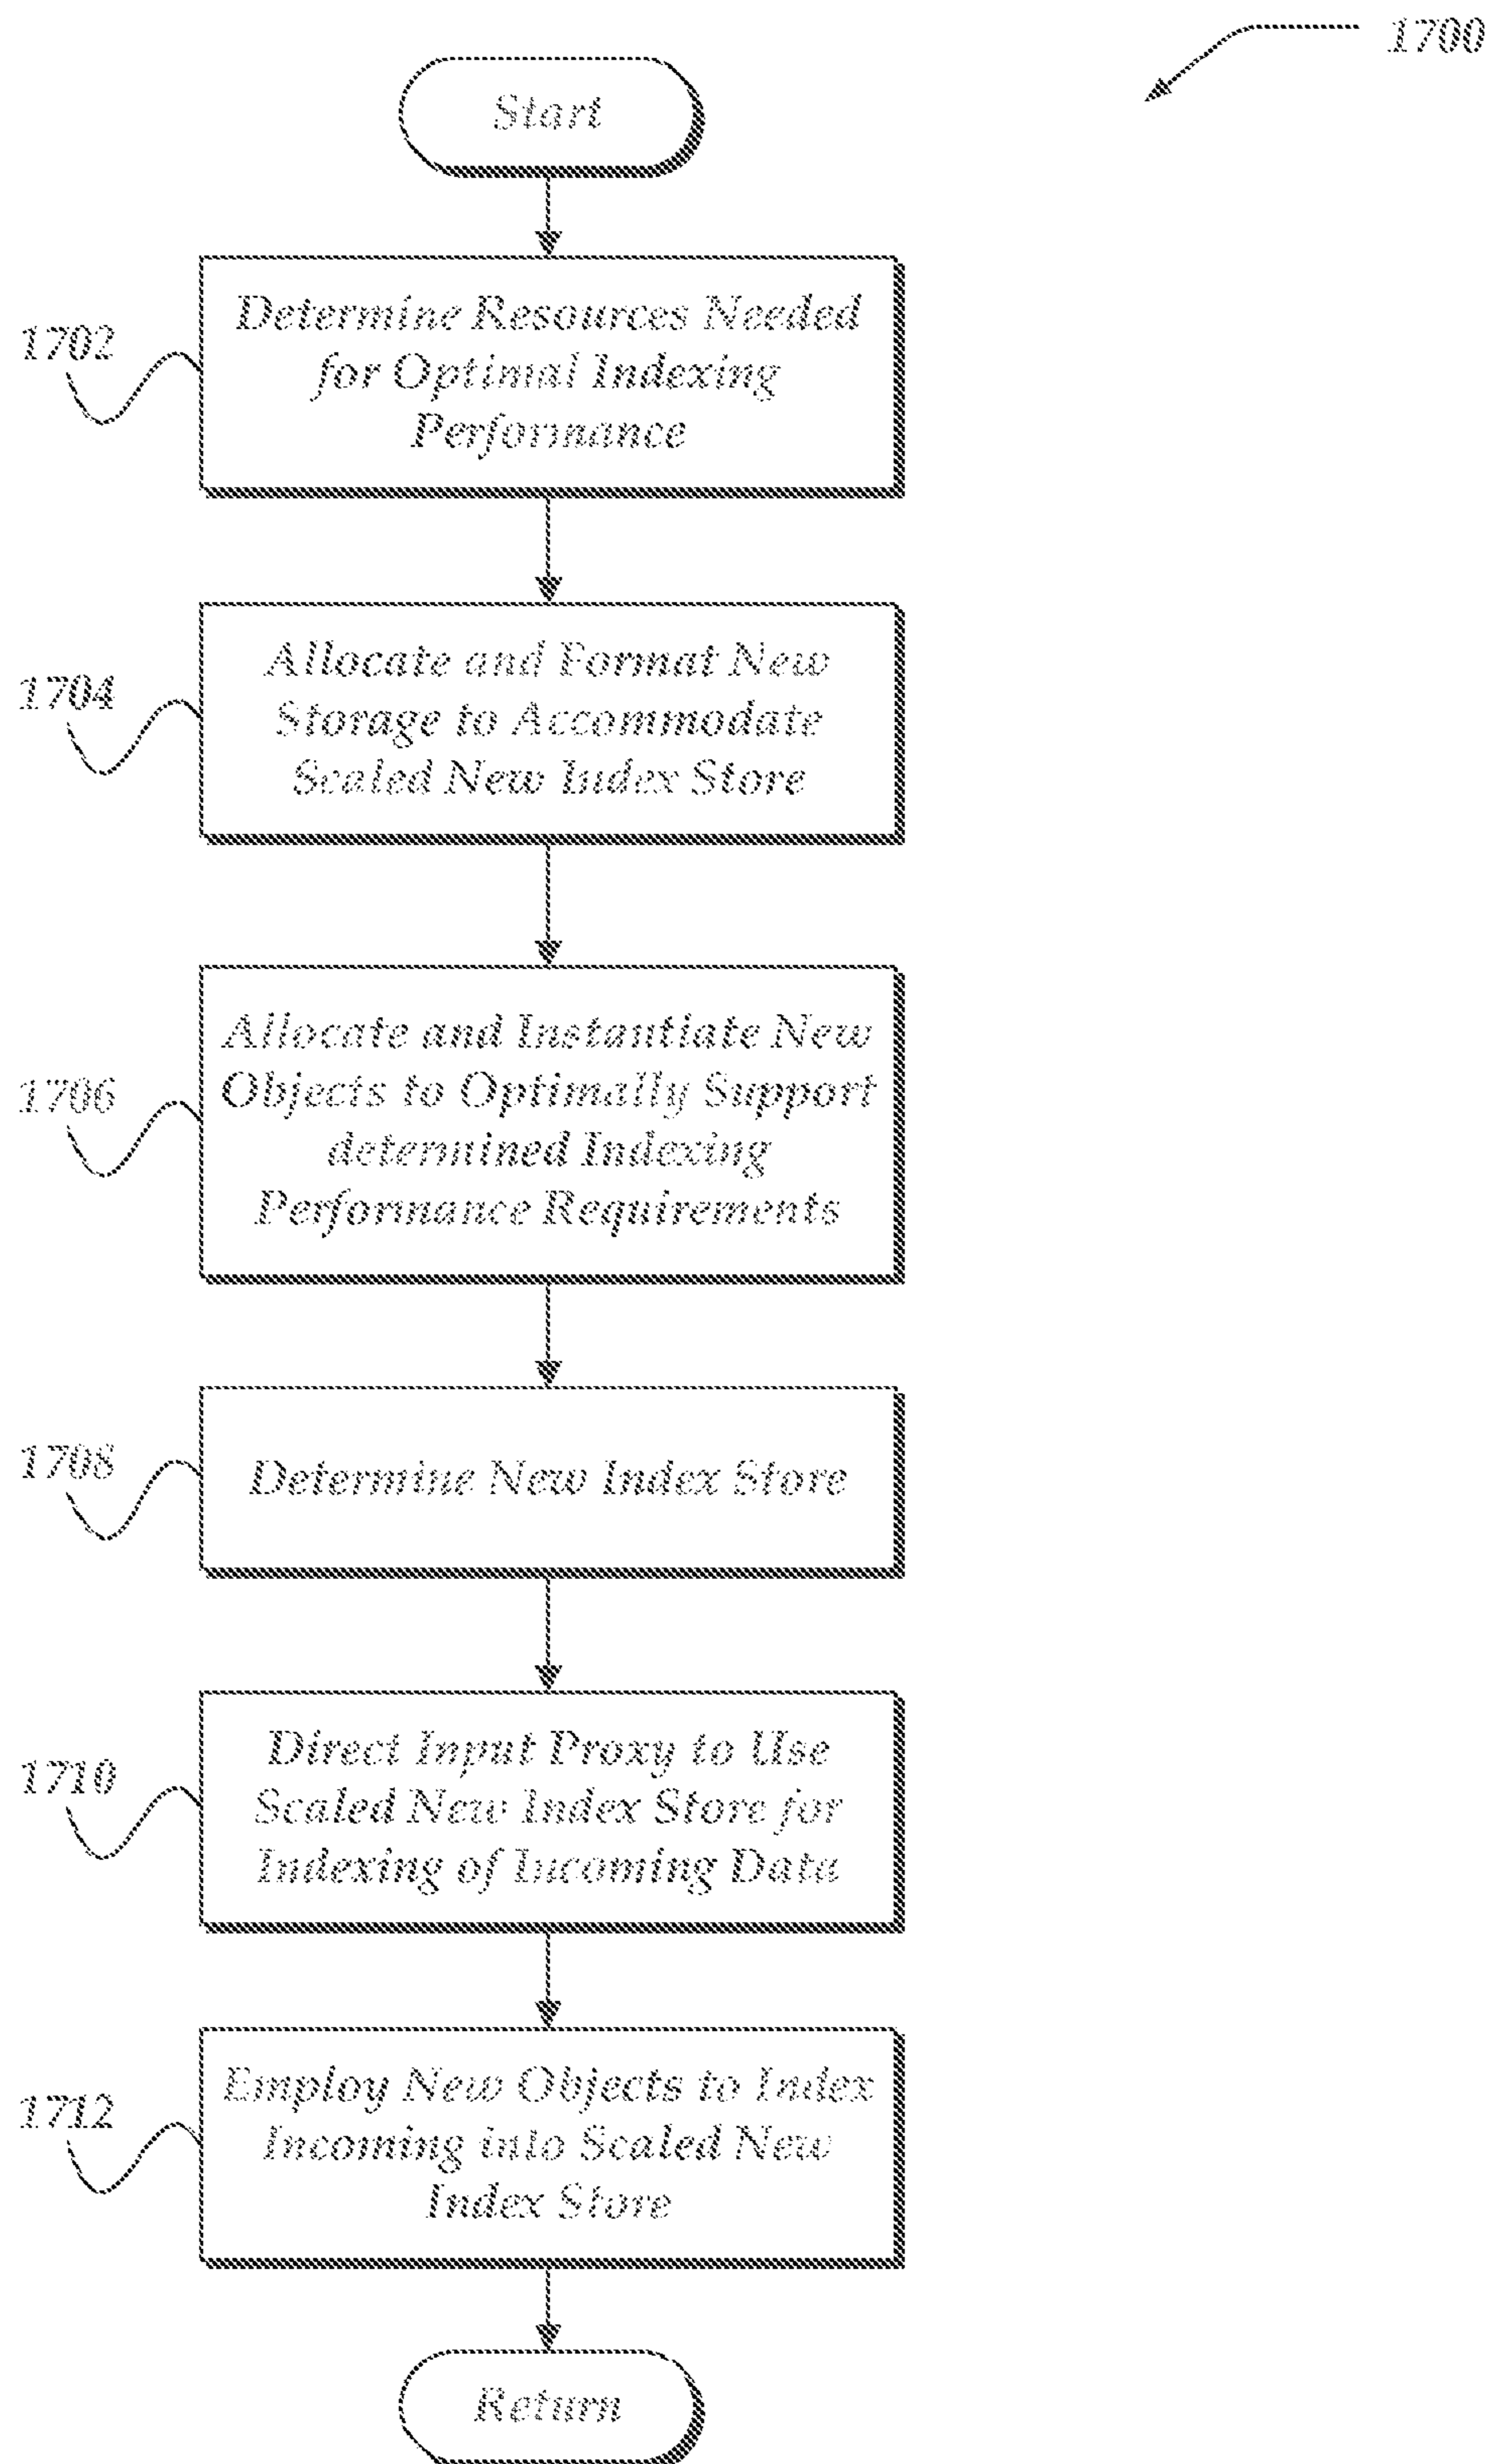 1700
Start
1702
Determine Resources Needed
for Optimal Indexing
Performance
1704
Allocate and Format New
Storage to Accommodate
Scaled New Index Store
1706
Allocate and Instantiate New
Objects to Optimally Support
determined Indexing
Performance Requirements
1708
Determine New Index Store
1710
Direct Input Proxy to Use
Scaled New Index Store for
Indexing of Incoming Data
1712
Employ New Objects to Index
Incoming into Scaled New
Index Store
Return